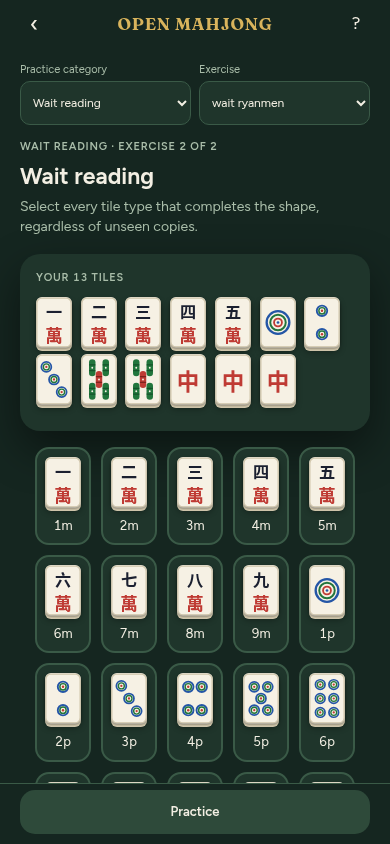 ‹ OPEN MAHJONG ?
Practice category
Exercise
Wait reading
wait ryanmen
WAIT READING · EXERCISE 2 OF 2
Wait reading
Select every tile type that completes the shape,
regardless of unseen copies.
YOUR 13 TILES
一萬 二萬 三萬 四萬 五萬
中 中 中
一萬 二萬 三萬 四萬 五萬
1m 2m 3m 4m 5m
六萬 七萬 八萬 九萬
6m 7m 8m 9m 1p
2p 3p 4p 5p 6p
Practice